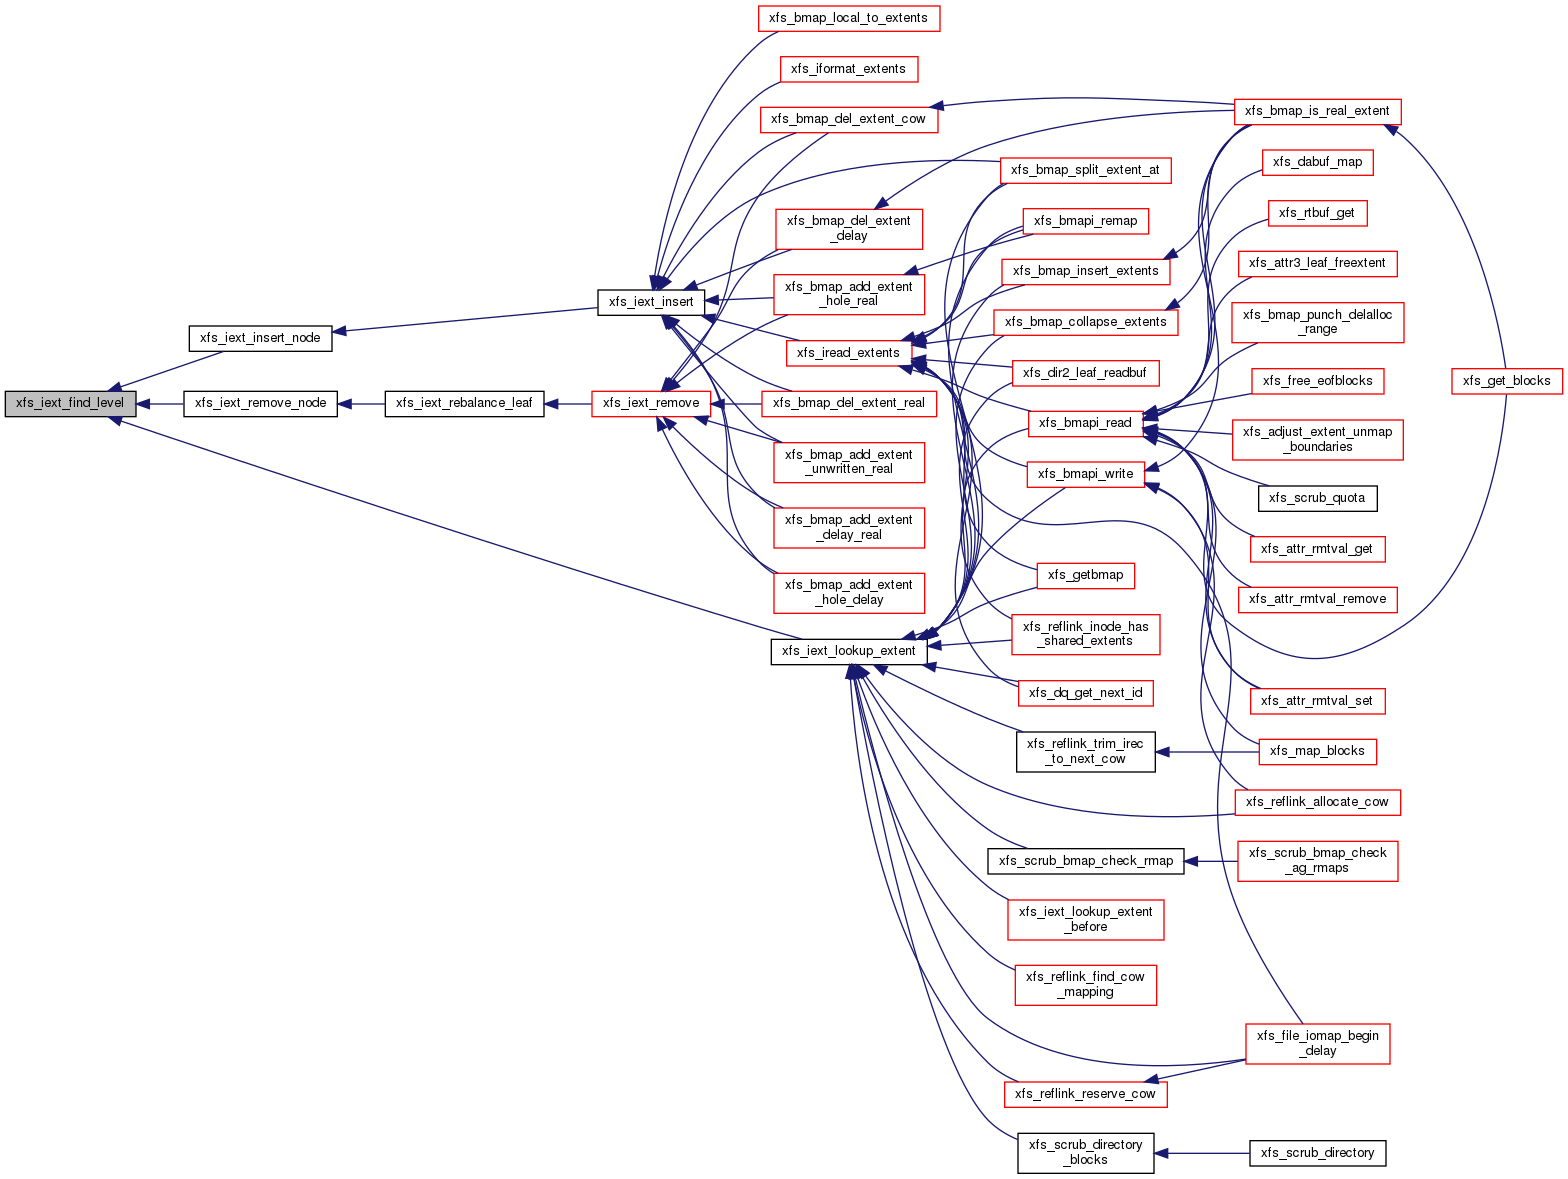 xfs_bmap_local_to_extents
xfs_iformat_extents
xfs_bmap_del_extent_cow
xfs_bmap_is_real_extent
xfs_bmap_split_extent_at
xfs_dabuf_map
xfs_bmap_del_extent
_delay
xfs_bmapi_remap
xfs_rtbuf_get
xfs_bmap_insert_extents
xfs_attr3_leaf_freextent
xfs_iext_insert
xfs_bmap_add_extent
_hole_real
xfs_bmap_collapse_extents
xfs_bmap_punch_delalloc
_range
xfs_iext_insert_node
xfs_iread_extents
xfs_dir2_leaf_readbuf
xfs_free_eofblocks
xfs_get_blocks
xfs_iext_find_level
xfs_iext_remove_node
xfs_iext_rebalance_leaf
xfs_iext_remove
xfs_bmap_del_extent_real
xfs_bmapi_read
xfs_adjust_extent_unmap
_boundaries
xfs_bmap_add_extent
_unwritten_real
xfs_bmapi_write
xfs_scrub_quota
xfs_bmap_add_extent
_delay_real
xfs_attr_rmtval_get
xfs_bmap_add_extent
_hole_delay
xfs_getbmap
xfs_attr_rmtval_remove
xfs_iext_lookup_extent
xfs_reflink_inode_has
_shared_extents
xfs_dq_get_next_id
xfs_attr_rmtval_set
xfs_reflink_trim_irec
_to_next_cow
xfs_map_blocks
xfs_reflink_allocate_cow
xfs_scrub_bmap_check_rmap
xfs_scrub_bmap_check
_ag_rmaps
xfs_iext_lookup_extent
_before
xfs_reflink_find_cow
_mapping
xfs_file_iomap_begin
_delay
xfs_reflink_reserve_cow
xfs_scrub_directory
_blocks
xfs_scrub_directory